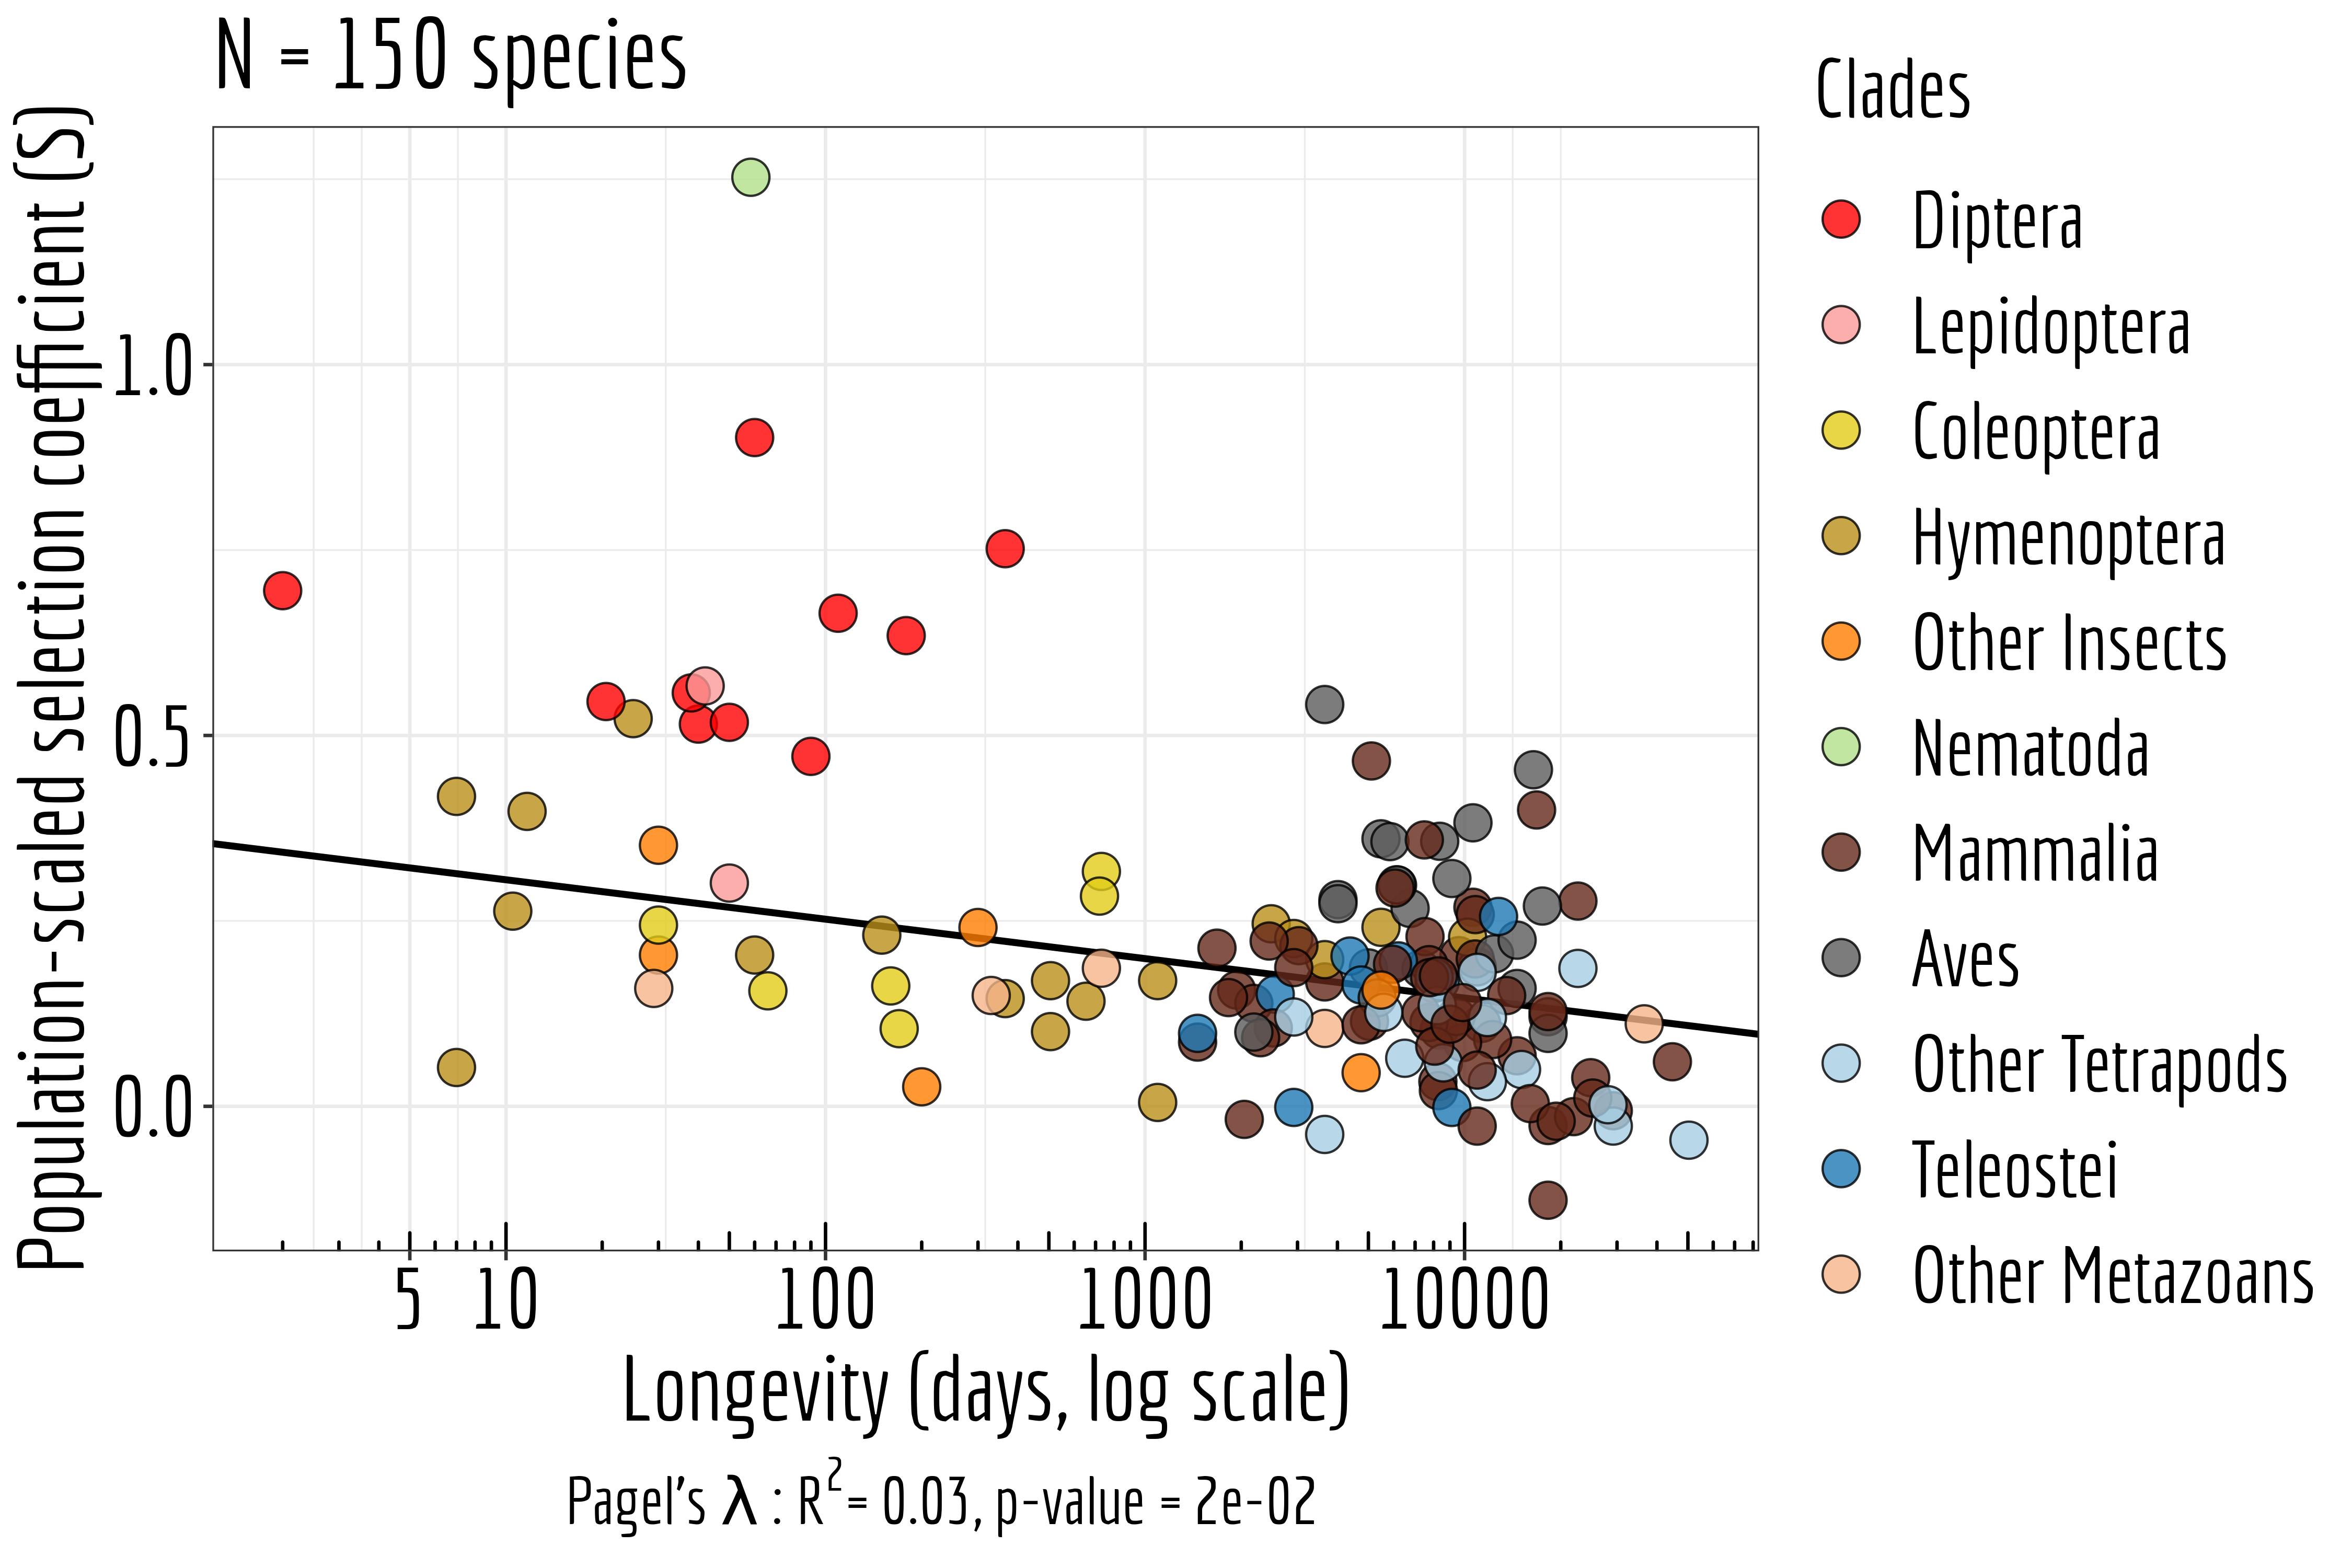 N = 150 species
Population-scaled selection coefficient (S)
1.0
0.5
0.0
5 10 100 1000 10000
Longevity (days, log scale)
Pagel's λ : R²= 0.03, p-value = 2e-02
Clades
Diptera
Lepidoptera
Coleoptera
Hymenoptera
Other Insects
Nematoda
Mammalia
Aves
Other Tetrapods
Teleostei
Other Metazoans